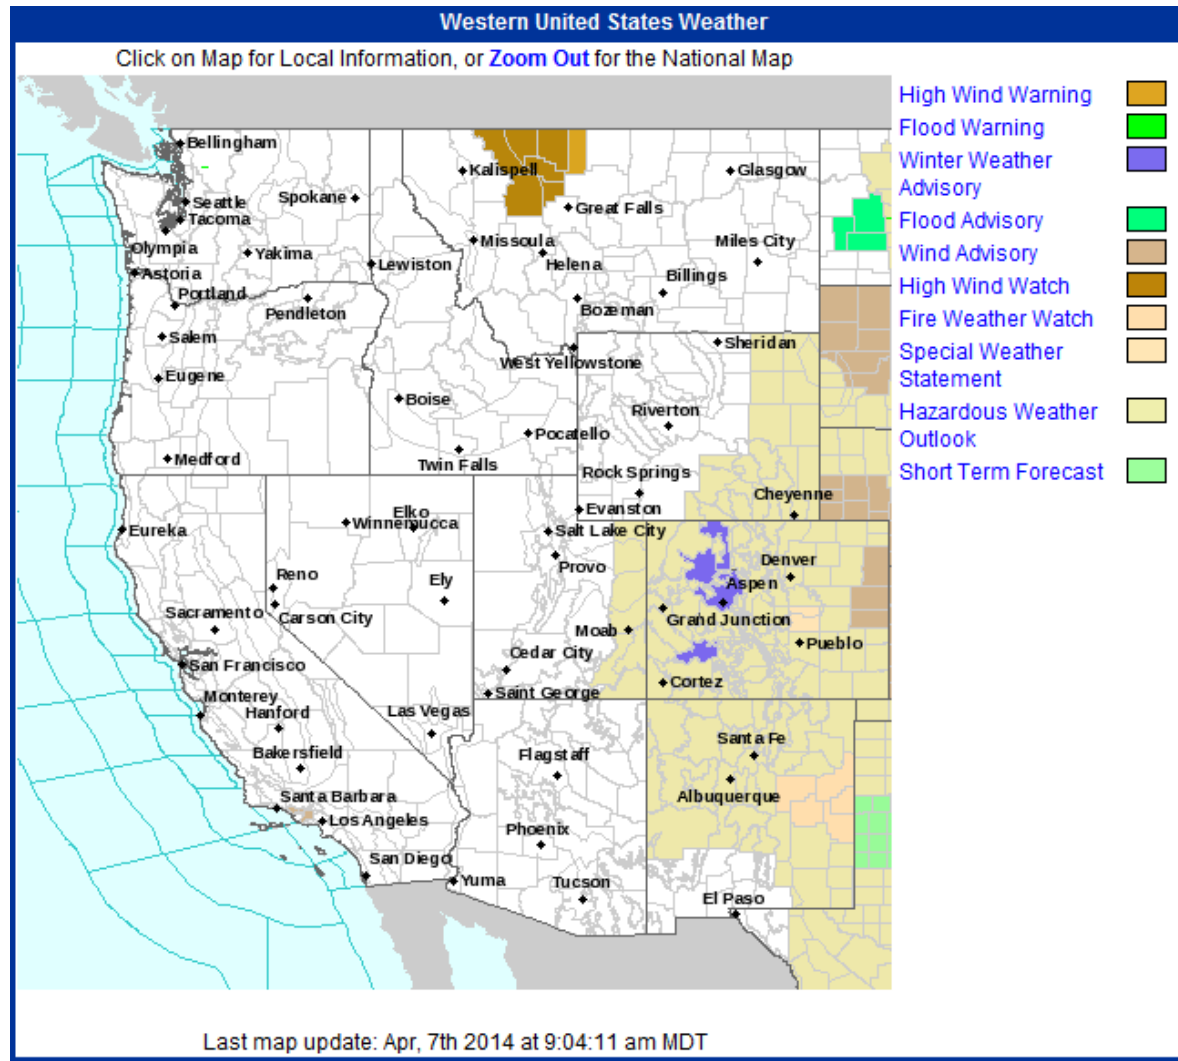 Western United States Weather
Click on Map for Local Information, or Zoom Out for the National Map
High Wind Warning
Flood Warning
Winter Weather
Advisory
Flood Advisory
Wind Advisory
High Wind Watch
Fire Weather Watch
Special Weather
Statement
Hazardous Weather
Outlook
Short Term Forecast
Bellingham
Kalispell
Glasgow
Spokane
Seattle
Great Falls
Tacoma
Olympia
Yakima
Missoula
Miles City
Helena
Lewiston
Astoria
Billings
Portland
Pendleton
Bozeman
Salem
Sheridan
West Yellowstone
Eugene
Boise
Riverton
Pocatello
Medford
Twin Falls
Rock Springs
Cheyenne
Evanston
Elko
Winnemucca
Eureka
Salt Lake City
Provo
Denver
Reno
Ely
Aspen
Sacramento
Carson City
Grand Junction
Moab
Pueblo
Cedar City
San Francisco
Cortez
Saint George
Monterey
Hanford
Las Vegas
Santa Fe
Bakersfield
Flagstaff
Albuquerque
Santa Barbara
Los Angeles
Phoenix
San Diego
Yuma
Tucson
El Paso
Last map update: Apr, 7th 2014 at 9:04:11 am MDT